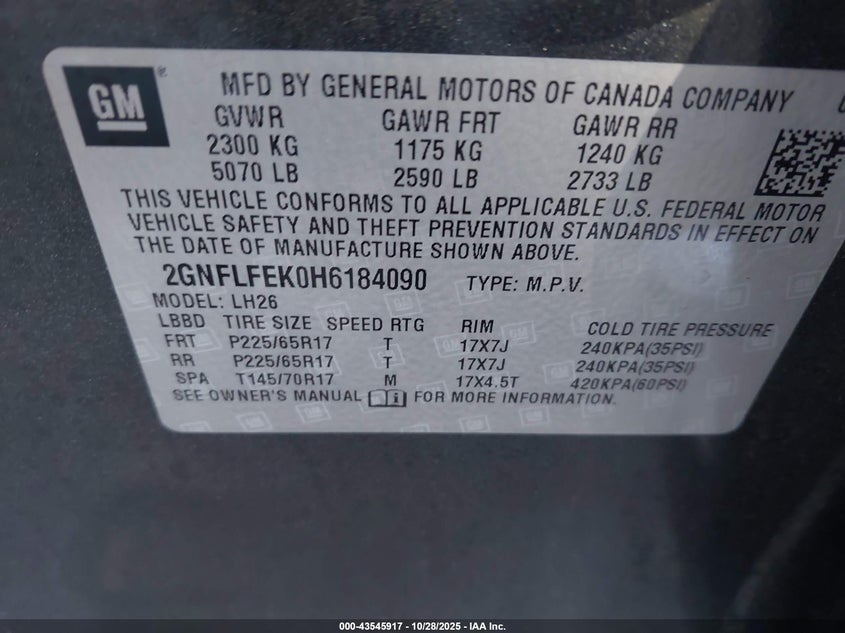 GM ®
MFD BY GENERAL MOTORS OF CANADA COMPANY
GVWR GAWR FRT GAWR RR
2300 KG 1175 KG 1240 KG
5070 LB 2590 LB 2733 LB
THIS VEHICLE CONFORMS TO ALL APPLICABLE U.S. FEDERAL MOTOR
VEHICLE SAFETY AND THEFT PREVENTION STANDARDS IN EFFECT ON
THE DATE OF MANUFACTURE SHOWN ABOVE.
2GNFLFEK0H6184090 TYPE: M.P.V.
MODEL: LH26
LBBD TIRE SIZE SPEED RTG RIM COLD TIRE PRESSURE
FRT P225/65R17 T 17X7J 240KPA(35PSI)
RR P225/65R17 T 17X7J 240KPA(35PSI)
SPA T145/70R17 M 17X4.5T 420KPA(60PSI)
SEE OWNER'S MANUAL FOR MORE INFORMATION.
000-43545917 - 10/28/2025 - IAA Inc.